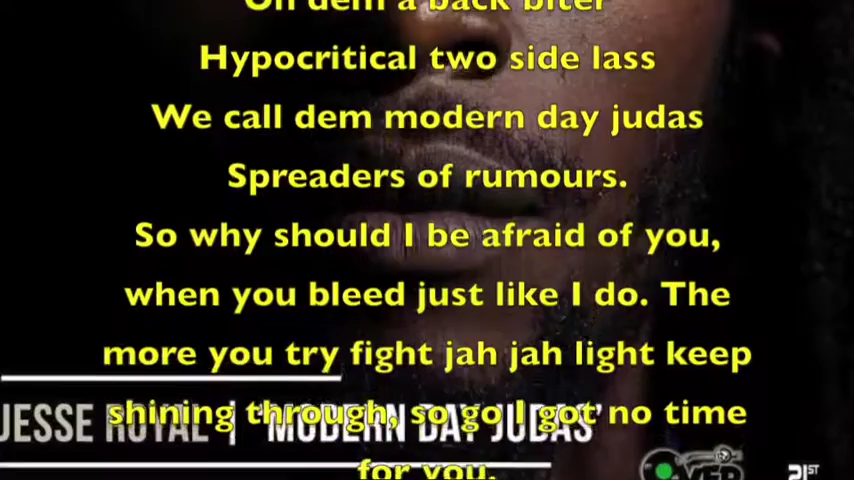 Oh dem a back biter
Hypocritical two side lass
We call dem modern day judas
Spreaders of rumours.
So why should I be afraid of you,
when you bleed just like I do. The
more you try fight jah jah light keep
shining through, so go I got no time
for you.
JESSE ROYAL | 'MODERN DAY JUDAS'
21ST